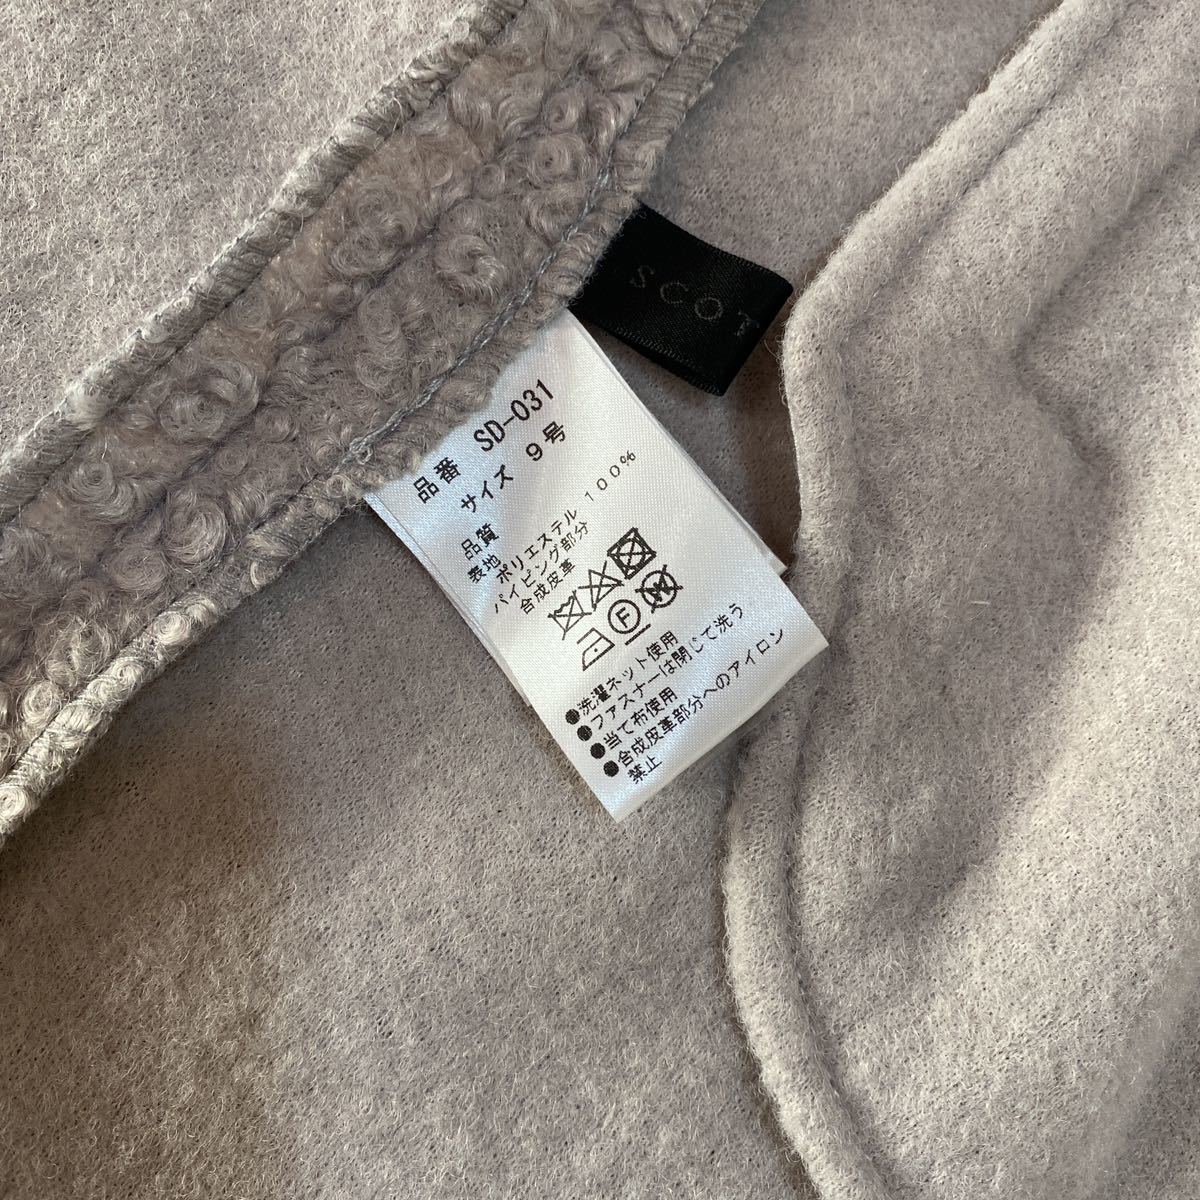 SCO
品番 SD-031
サイズ 9号
品質
表地 ポリエステル 100%
パイピング部分
合成皮革
F
●洗濯ネット使用
●ファスナーは閉じて洗う
●当て布使用
●合成皮革部分へのアイロン
禁止